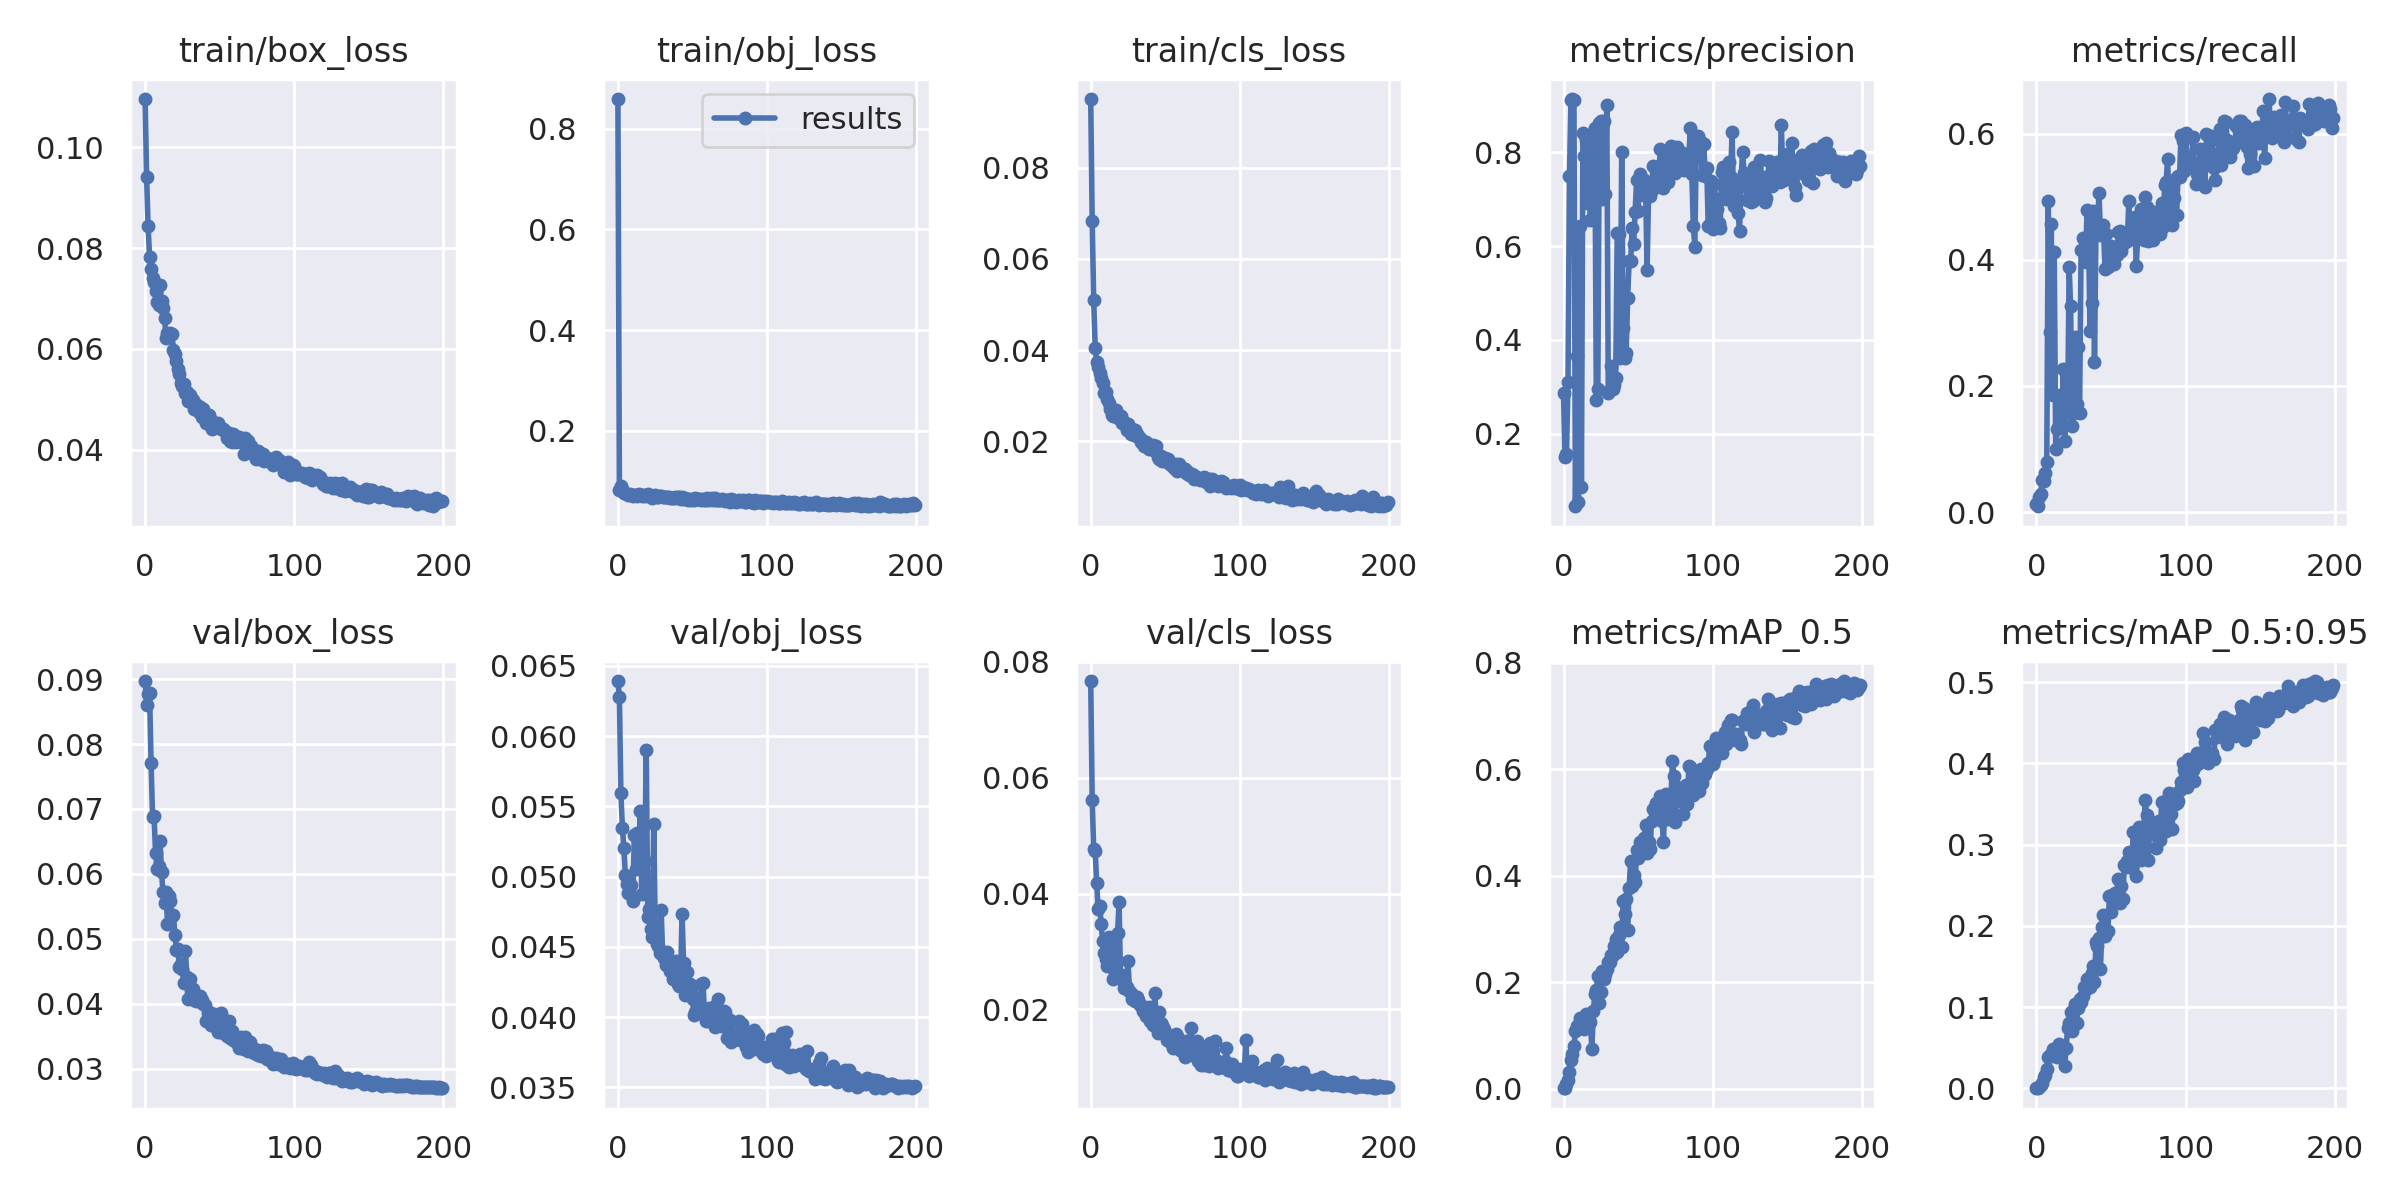 train/box_loss
0.10
0.08
0.06
0.04
0 100 200
train/obj_loss
results
0.8
0.6
0.4
0.2
0 100 200
train/cls_loss
0.08
0.06
0.04
0.02
0 100 200
metrics/precision
0.8
0.6
0.4
0.2
0 100 200
metrics/recall
0.6
0.4
0.2
0.0
0 100 200
val/box_loss
0.09
0.08
0.07
0.06
0.05
0.04
0.03
0 100 200
val/obj_loss
0.065
0.060
0.055
0.050
0.045
0.040
0.035
0 100 200
val/cls_loss
0.08
0.06
0.04
0.02
0 100 200
metrics/mAP_0.5
0.8
0.6
0.4
0.2
0.0
0 100 200
metrics/mAP_0.5:0.95
0.5
0.4
0.3
0.2
0.1
0.0
0 100 200